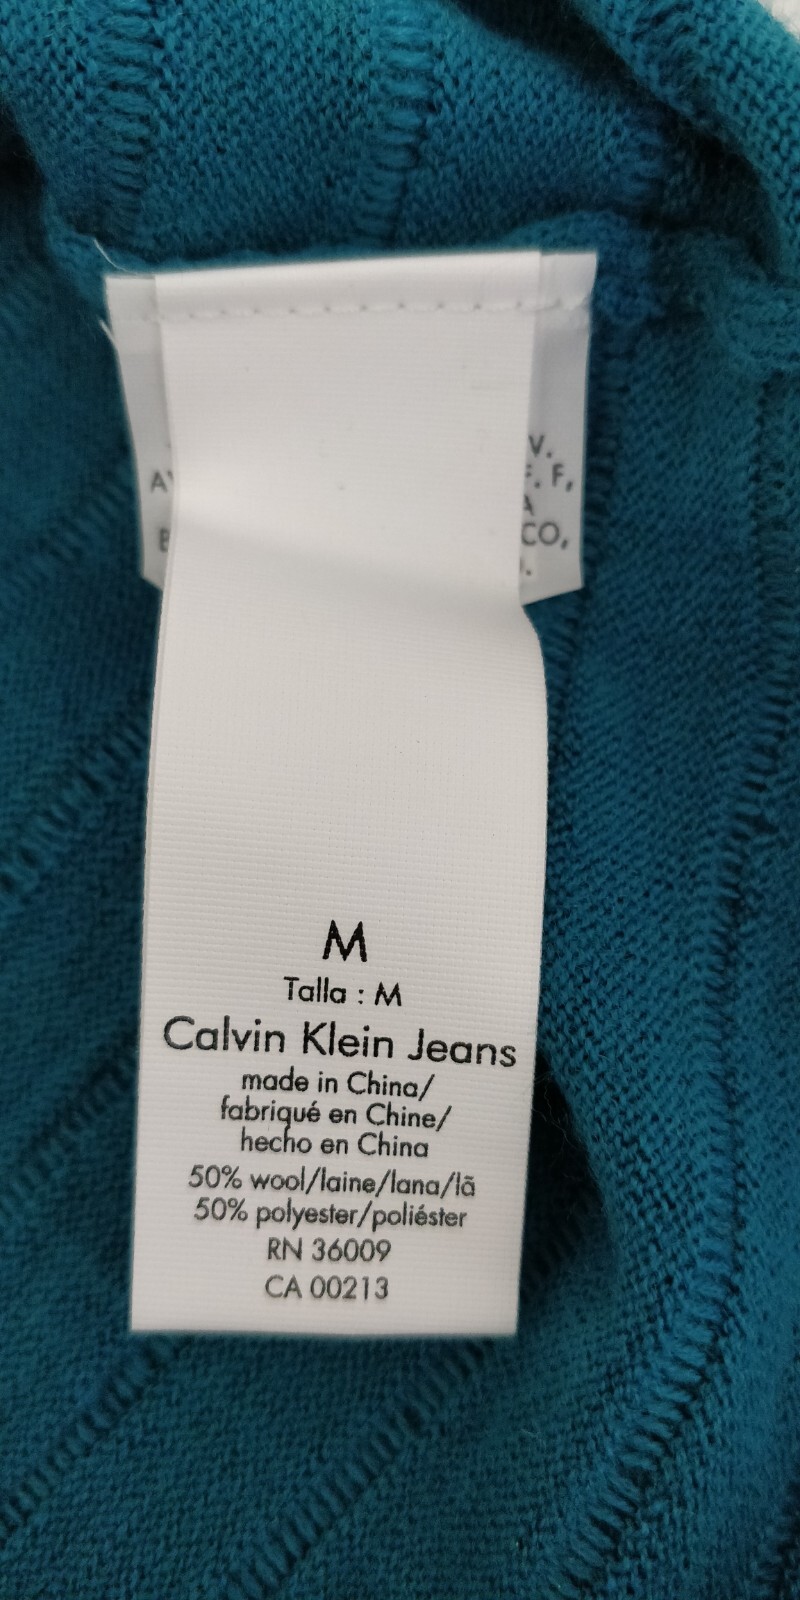 V.
F. F,
CO,
M
Talla : M
Calvin Klein Jeans
made in China/
fabriqué en Chine/
hecho en China
50% wool/laine/lana/lã
50% polyester/poliéster
RN 36009
CA 00213